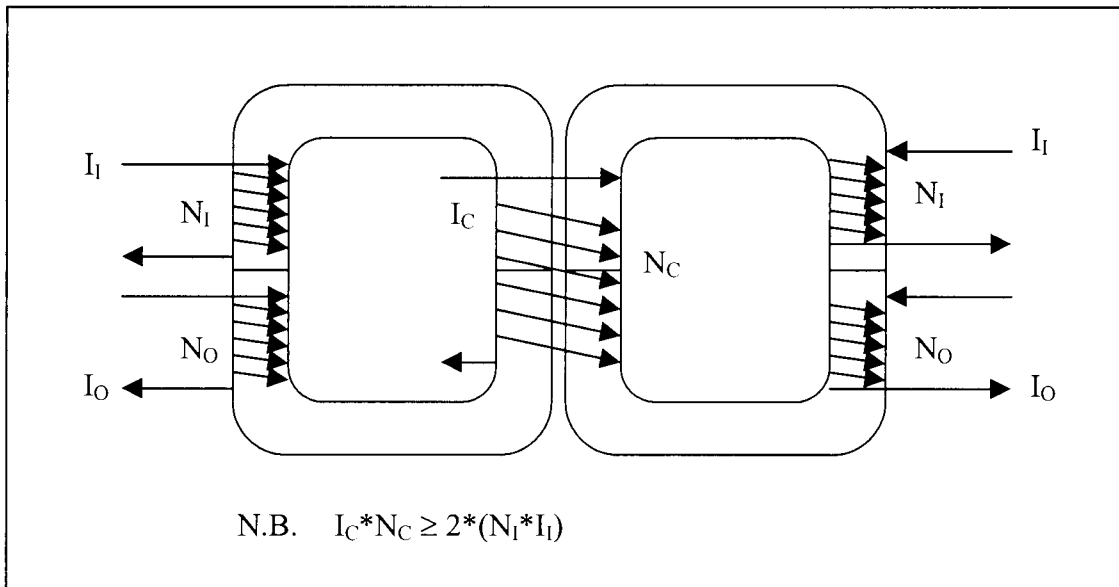 I_I
I_I
N_I
I_C
N_I
N_C
N_O
N_O
I_O
I_O
N.B. I_C*N_C ≥ 2*(N_I*I_I)